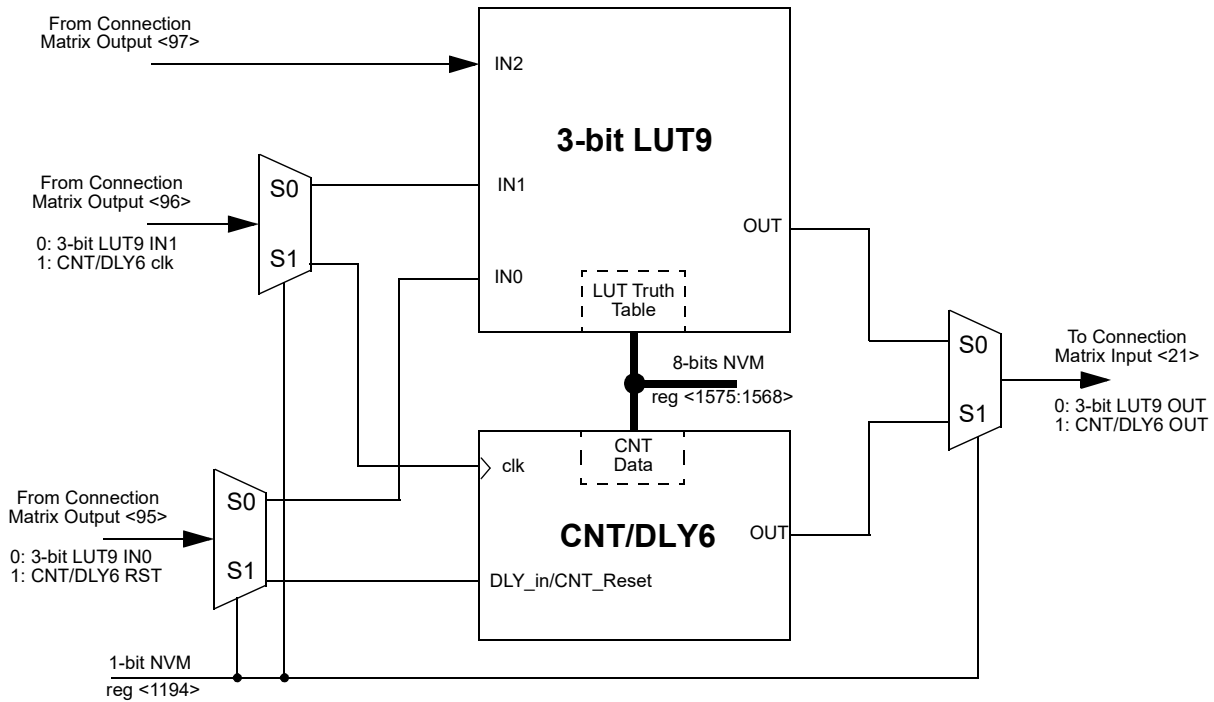 From Connection
Matrix Output <97>
IN2
3-bit LUT9
From Connection
Matrix Output <96>
0: 3-bit LUT9 IN1
1: CNT/DLY6 clk
S0
S1
IN1
IN0
OUT
LUT Truth
Table
8-bits NVM
reg <1575:1568>
S0
S1
To Connection
Matrix Input <21>
0: 3-bit LUT9 OUT
1: CNT/DLY6 OUT
clk
CNT
Data
CNT/DLY6
OUT
From Connection
Matrix Output <95>
0: 3-bit LUT9 IN0
1: CNT/DLY6 RST
S0
S1
DLY_in/CNT_Reset
1-bit NVM
reg <1194>